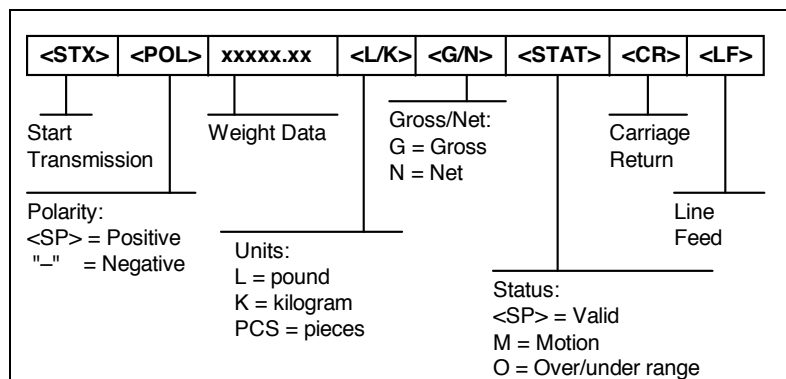 <STX> <POL> xxxxx.xx <L/K> <G/N> <STAT> <CR> <LF>
Start
Transmission
Weight Data
Gross/Net:
G = Gross
N = Net
Carriage
Return
Polarity:
<SP> = Positive
"–" = Negative
Units:
L = pound
K = kilogram
PCS = pieces
Line
Feed
Status:
<SP> = Valid
M = Motion
O = Over/under range